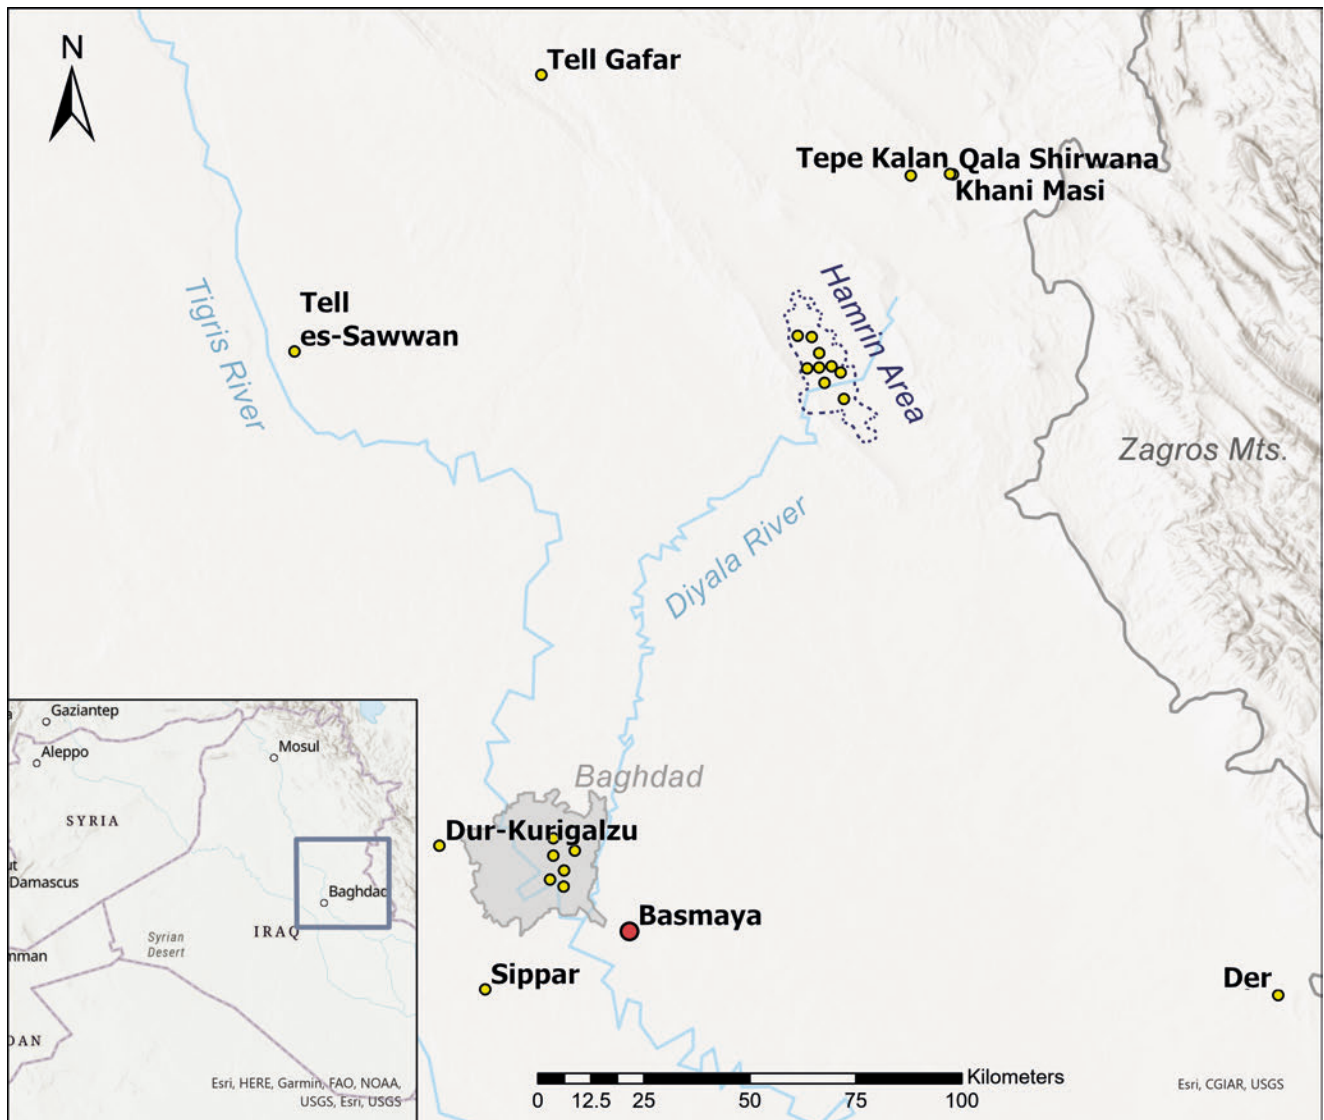 N
Tell Gafar
Tepe Kalan
Qala Shirwana
Khani Masi
Hamrin Area
Tigris River
Tell
es-Sawwan
Zagros Mts.
Diyala River
Baghdad
Dur-Kurigalzu
Basmaya
Sippar
Der
Gaziantep
Aleppo
Mosul
SYRIA
Damascus
Baghdad
IRAQ
Syrian
Desert
Esri, HERE, Garmin, FAO, NOAA,
USGS, Esri, USGS
Kilometers
0 12.5 25 50 75 100
Esri, CGIAR, USGS